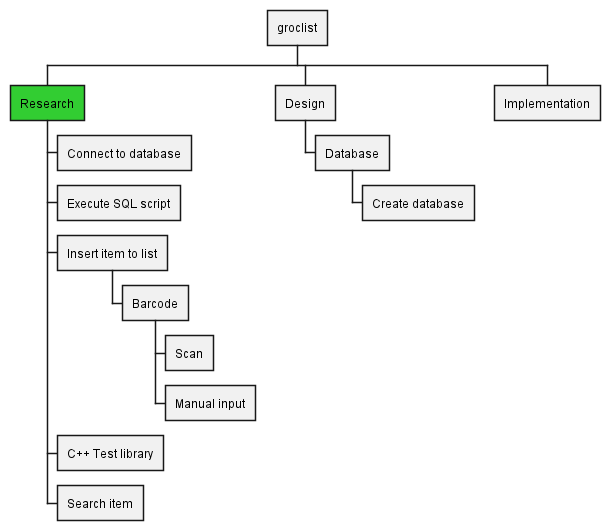 groclist
Research
Design
Implementation
Connect to database
Database
Execute SQL script
Create database
Insert item to list
Barcode
Scan
Manual input
C++ Test library
Search item